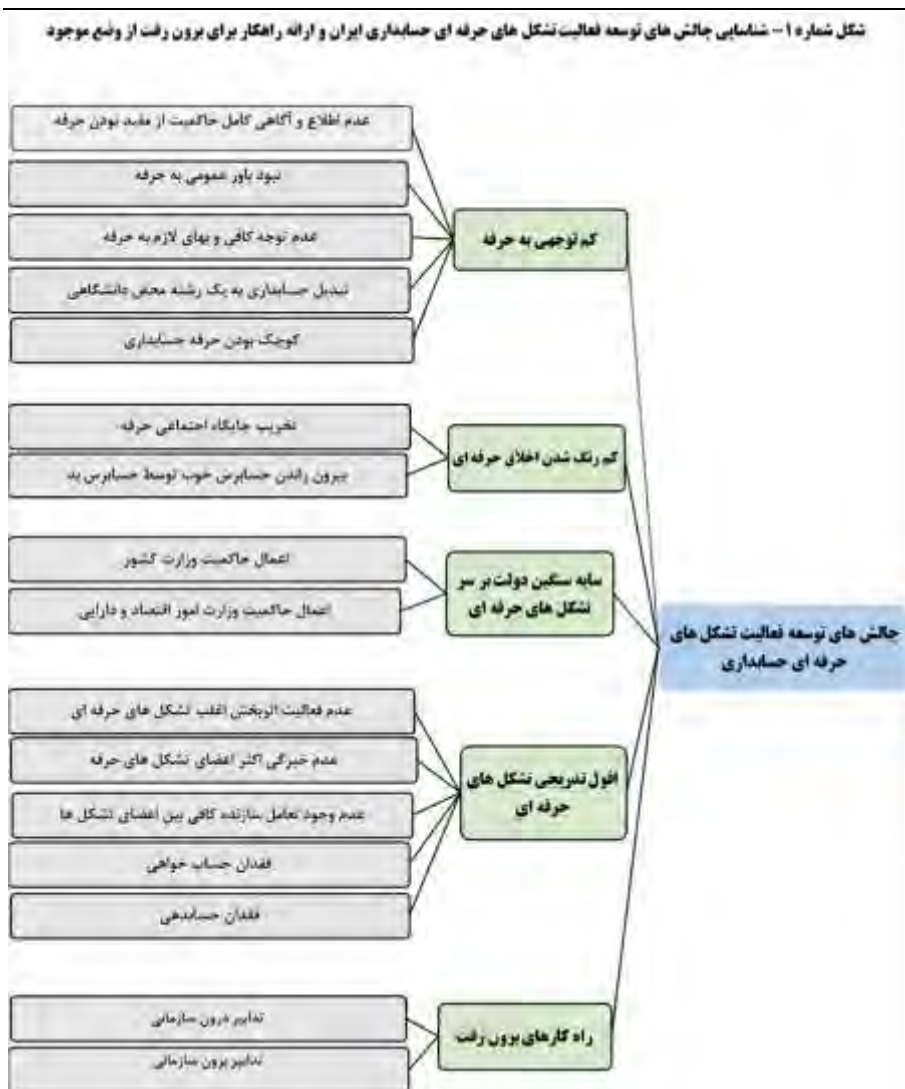 شکل شماره ۱- شناسایی چالش های توسعه فعالیت تشکل های حرفه ای حسابداری ایران و ارائه راهکار برای برون رفت از وضع موجود
چالش های توسعه فعالیت تشکل های
حرفه ای حسابداری
کم توجهی به حرفه
عدم اطلاع و آگاهی کامل حاکمیت از مفید بودن حرفه
نبود باور عمومی به حرفه
عدم توجه کافی و بهای لازم به حرفه
تبدیل حسابداری به یک رشته محض دانشگاهی
کوچک بودن حرفه حسابداری
کم رنگ شدن اخلاق حرفه ای
تخریب جایگاه اجتماعی حرفه
بیرون راندن حسابرس خوب توسط حسابرس بد
سایه سنگین دولت بر سر
تشکل های حرفه ای
اعمال حاکمیت وزارت کشور
اعمال حاکمیت وزارت امور اقتصاد و دارایی
افول تدریجی تشکل های
حرفه ای
عدم فعالیت اثربخش اغلب تشکل های حرفه ای
عدم خبرگی اکثر اعضای تشکل های حرفه
عدم وجود تعامل سازنده کافی بین اعضای تشکل ها
فقدان حساب خواهی
فقدان حسابدهی
راه کارهای برون رفت
تدابیر درون سازمانی
تدابیر برون سازمانی